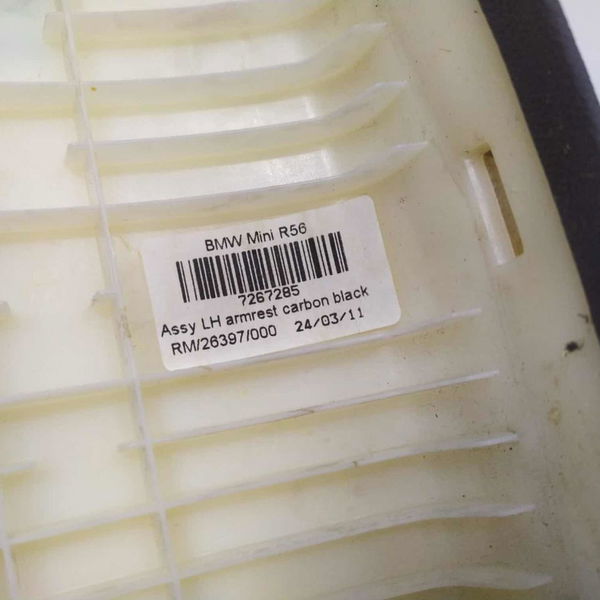 BMW Mini R56
7267285
Assy LH armrest carbon black
RM/26397/000 24/03/11